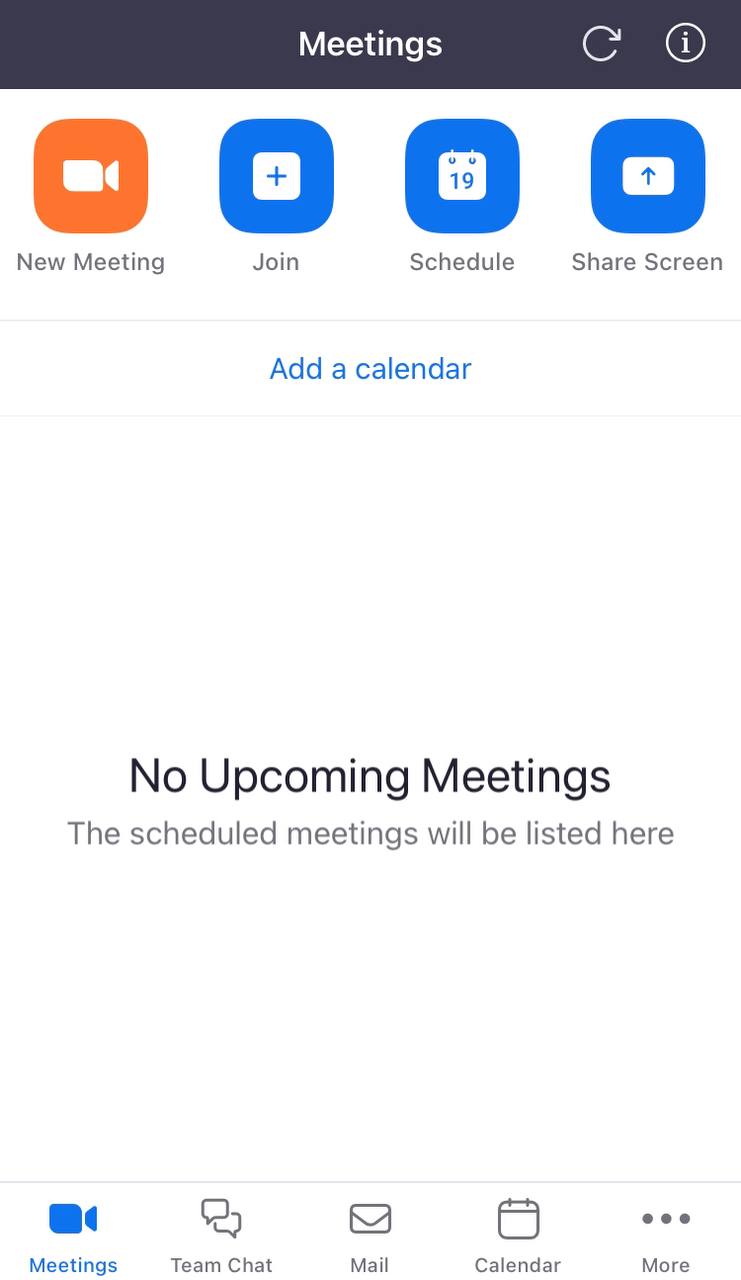 Meetings
New Meeting
Join
19
Schedule
Share Screen
Add a calendar
No Upcoming Meetings
The scheduled meetings will be listed here
Meetings
Team Chat
Mail
Calendar
More